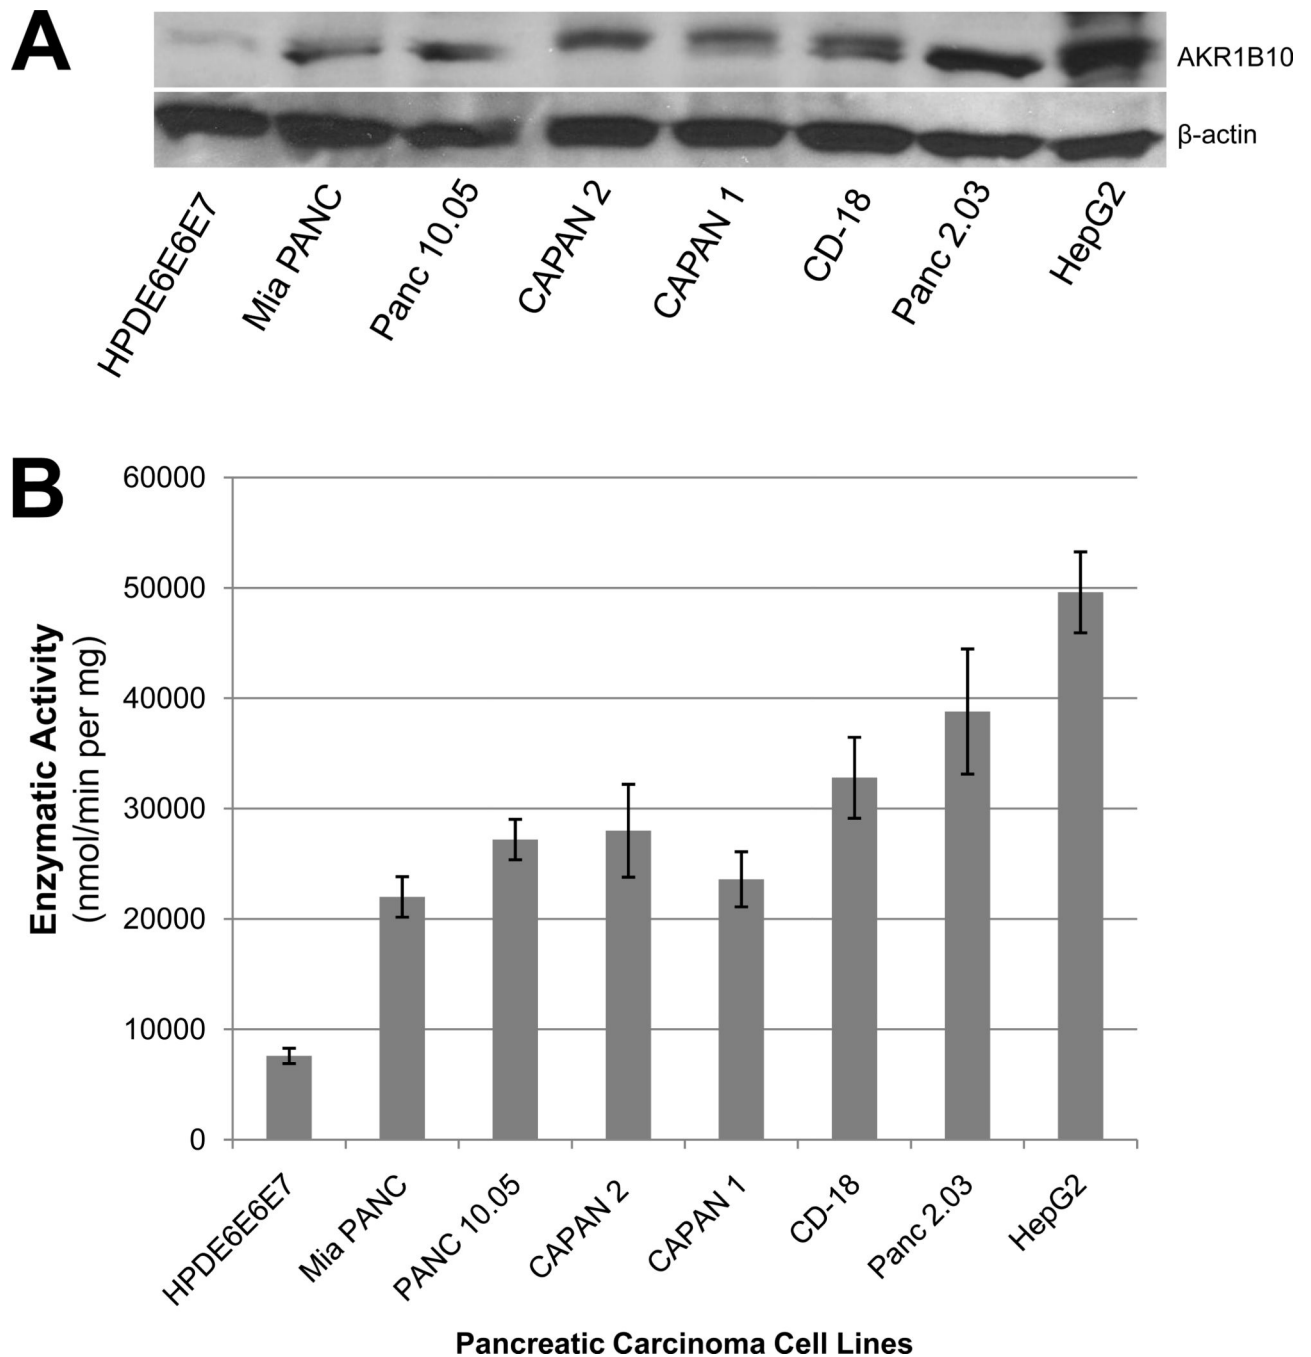 A
AKR1B10
β-actin
HPDE6E6E7
Mia PANC
Panc 10.05
CAPAN 2
CAPAN 1
CD-18
Panc 2.03
HepG2
B
Enzymatic Activity
(nmol/min per mg)
60000
50000
40000
30000
20000
10000
0
HPDE6E6E7
Mia PANC
PANC 10.05
CAPAN 2
CAPAN 1
CD-18
Panc 2.03
HepG2
Pancreatic Carcinoma Cell Lines